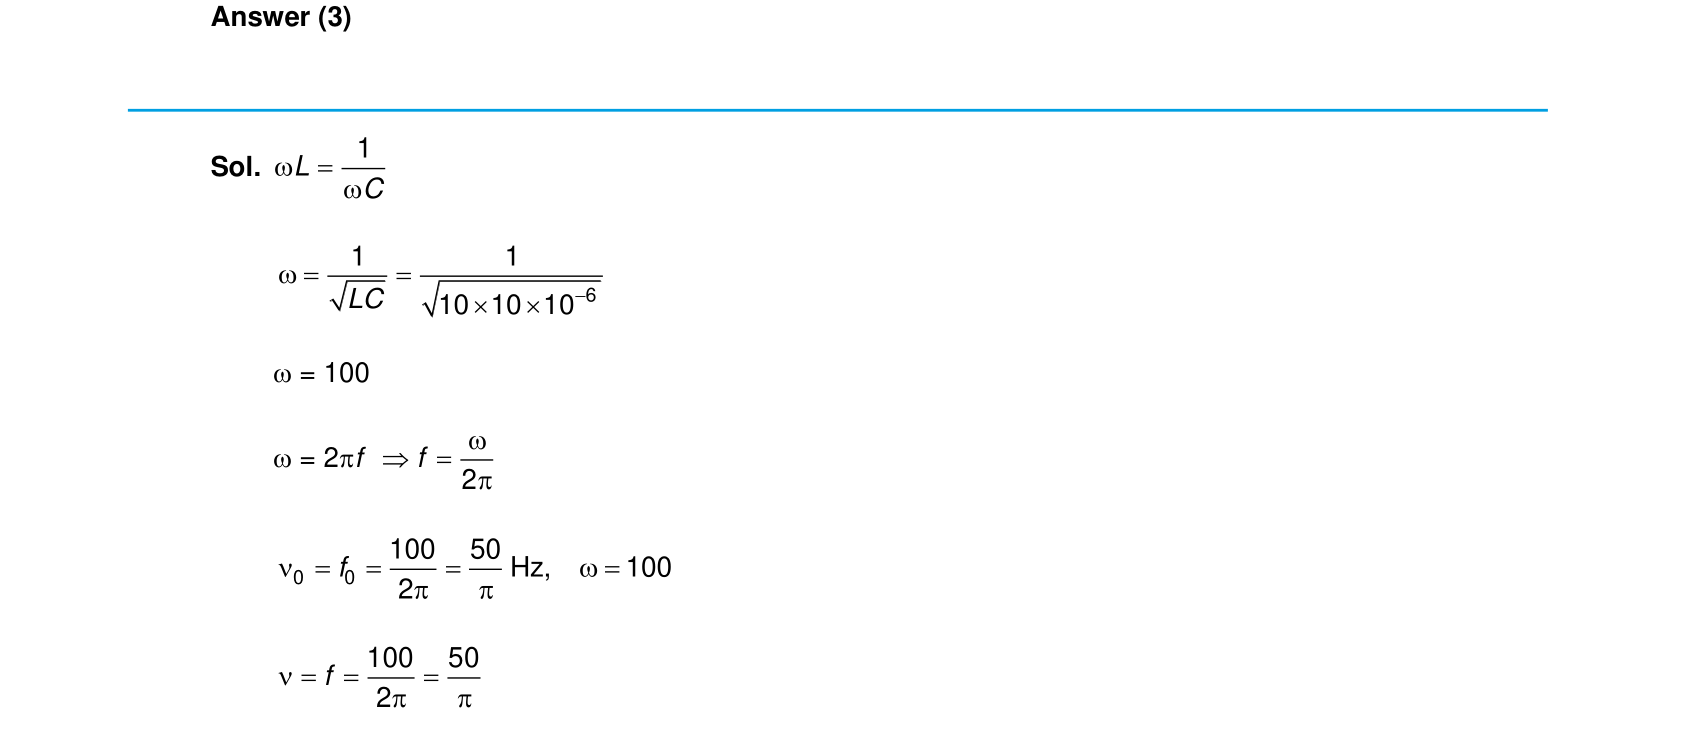 Answer (3)
Sol. ωL = 1/ωC
ω = 1/√LC = 1/√10×10×10⁻⁶
ω = 100
ω = 2πf ⇒ f = ω/2π
ν₀ = f₀ = 100/2π = 50/π Hz, ω = 100
ν = f = 100/2π = 50/π